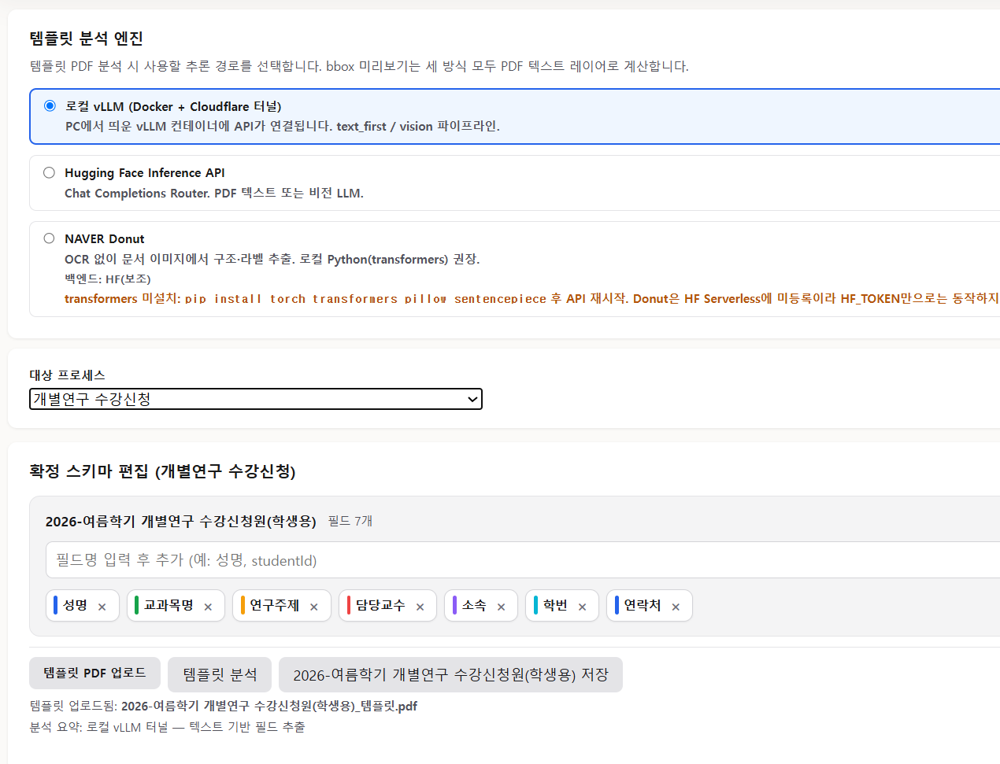 템플릿 분석 엔진
템플릿 PDF 분석 시 사용할 추론 경로를 선택합니다. bbox 미리보기는 세 방식 모두 PDF 텍스트 레이어로 계산합니다.
로컬 vLLM (Docker + Cloudflare 터널)
PC에서 띄운 vLLM 컨테이너에 API가 연결됩니다. text_first / vision 파이프라인.
Hugging Face Inference API
Chat Completions Router. PDF 텍스트 또는 비전 LLM.
NAVER Donut
OCR 없이 문서 이미지에서 구조·라벨 추출. 로컬 Python(transformers) 권장.
백엔드: HF(보조)
transformers 미설치: pip install torch transformers pillow sentencepiece 후 API 재시작. Donut은 HF Serverless에 미등록이라 HF_TOKEN만으로는 동작하지
대상 프로세스
개별연구 수강신청
확정 스키마 편집 (개별연구 수강신청)
2026-여름학기 개별연구 수강신청원(학생용) 필드 7개
필드명 입력 후 추가 (예: 성명, studentId)
성명 × 교과목명 × 연구주제 × 담당교수 × 소속 × 학번 × 연락처 ×
템플릿 PDF 업로드 템플릿 분석 2026-여름학기 개별연구 수강신청원(학생용) 저장
템플릿 업로드됨: 2026-여름학기 개별연구 수강신청원(학생용)_템플릿.pdf
분석 요약: 로컬 vLLM 터널 — 텍스트 기반 필드 추출